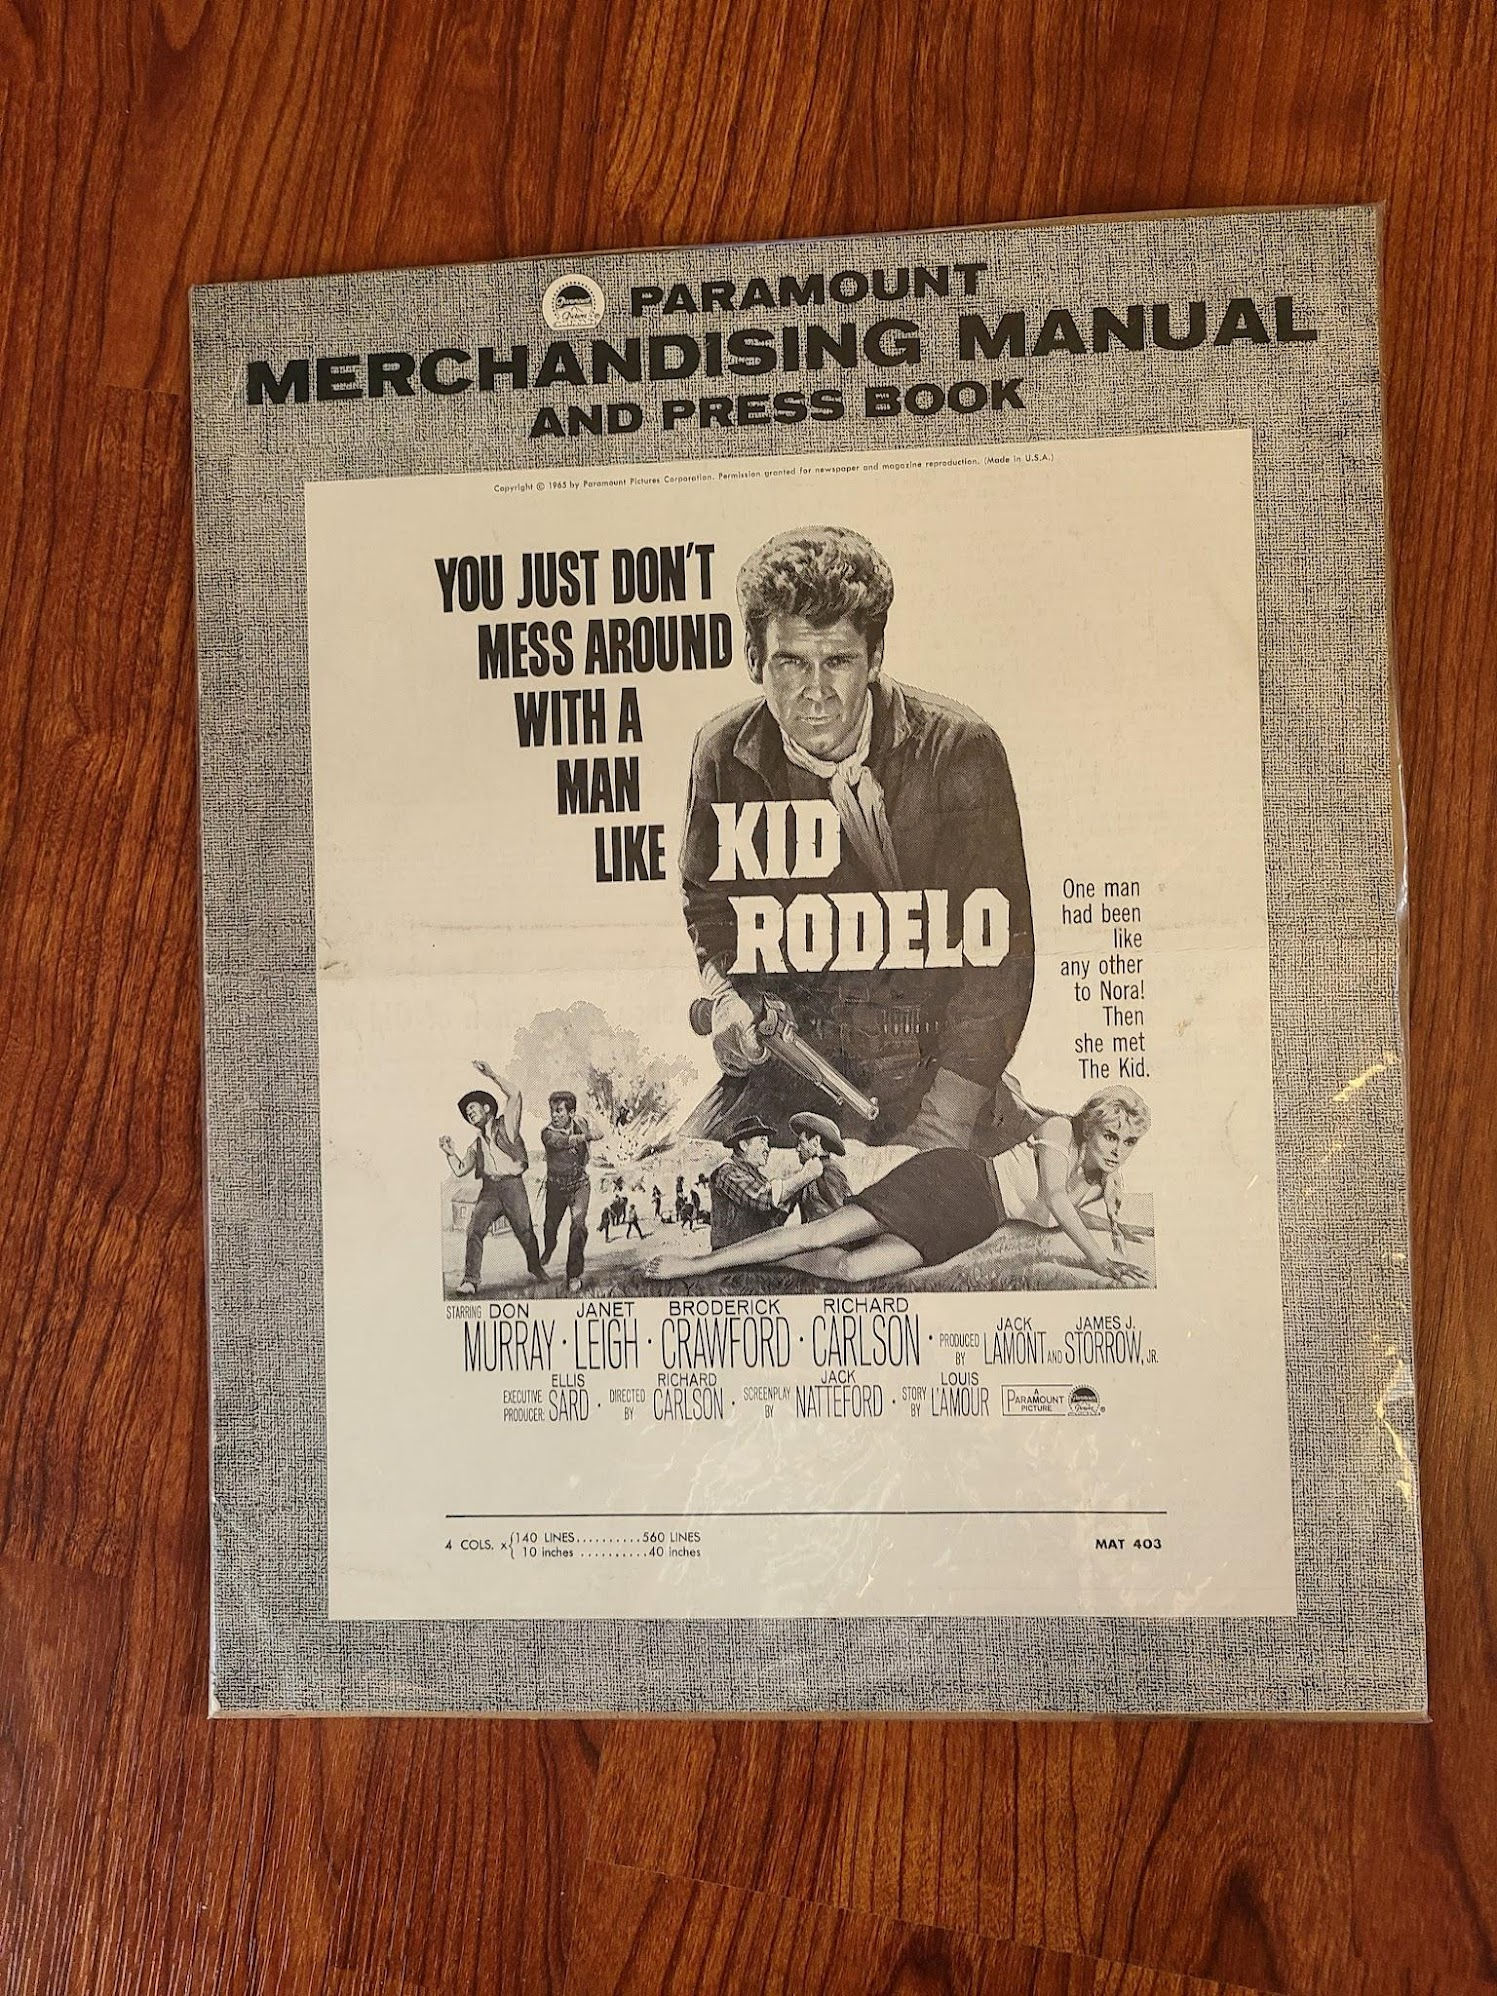 PARAMOUNT
MERCHANDISING MANUAL
AND PRESS BOOK
Copyright © 1965 by Paramount Pictures Corporation. Permission granted for newspaper and magazine reproduction. (Made in U.S.A.)
YOU JUST DON'T
MESS AROUND
WITH A
MAN
LIKE
KID
RODELO
One man
had been
like
any other
to Nora!
Then
she met
The Kid.
STARRING DON MURRAY · JANET LEIGH · BRODERICK CRAWFORD · RICHARD CARLSON · PRODUCED BY JACK LAMONT AND JAMES J. STORROW, JR.
EXECUTIVE PRODUCER: ELLIS SARD · DIRECTED BY RICHARD CARLSON · SCREENPLAY BY JACK NATTEFORD · STORY BY LOUIS L'AMOUR A PARAMOUNT PICTURE Paramount ®
4 COLS. x { 140 LINES..........560 LINES
10 inches ..........40 inches
MAT 403